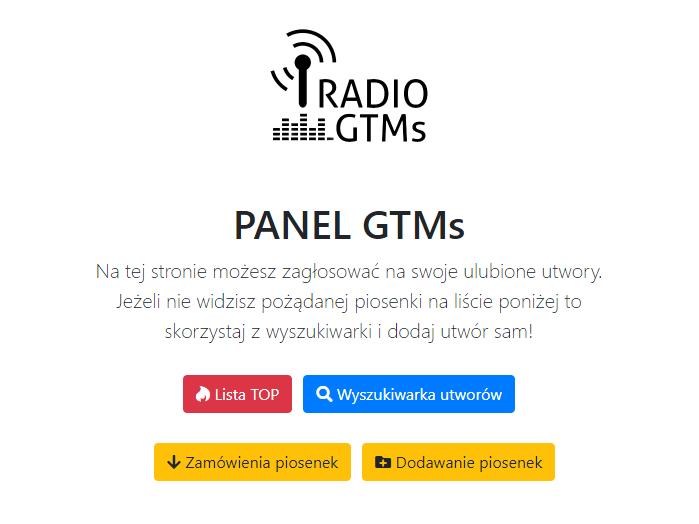 RADIO
GTMs
PANEL GTMs
Na tej stronie możesz zagłosować na swoje ulubione utwory.
Jeżeli nie widzisz pożądanej piosenki na liście poniżej to
skorzystaj z wyszukiwarki i dodaj utwór sam!
Lista TOP Wyszukiwarka utworów
Zamówienia piosenek Dodawanie piosenek